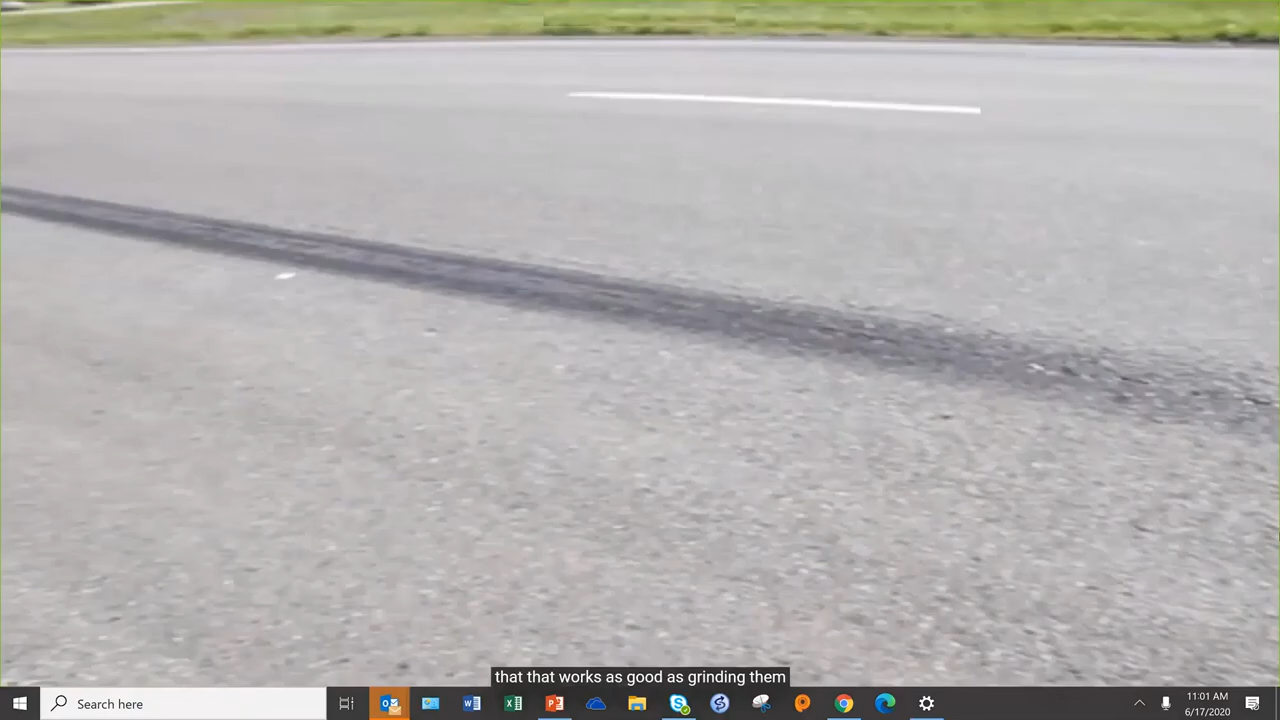 that that works as good as grinding them
Search here
11:01 AM
6/17/2020